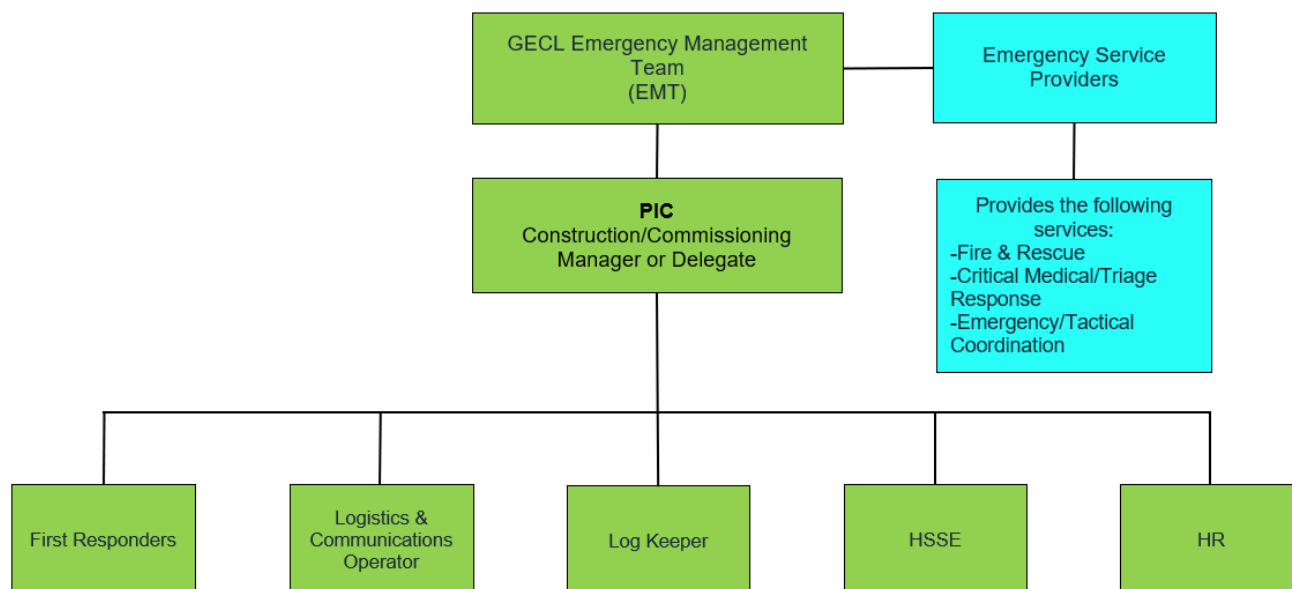 GECL Emergency Management
Team
(EMT)
Emergency Service
Providers
PIC
Construction/Commissioning
Manager or Delegate
Provides the following
services:
-Fire & Rescue
-Critical Medical/Triage
Response
-Emergency/Tactical
Coordination
First Responders
Logistics &
Communications
Operator
Log Keeper
HSSE
HR